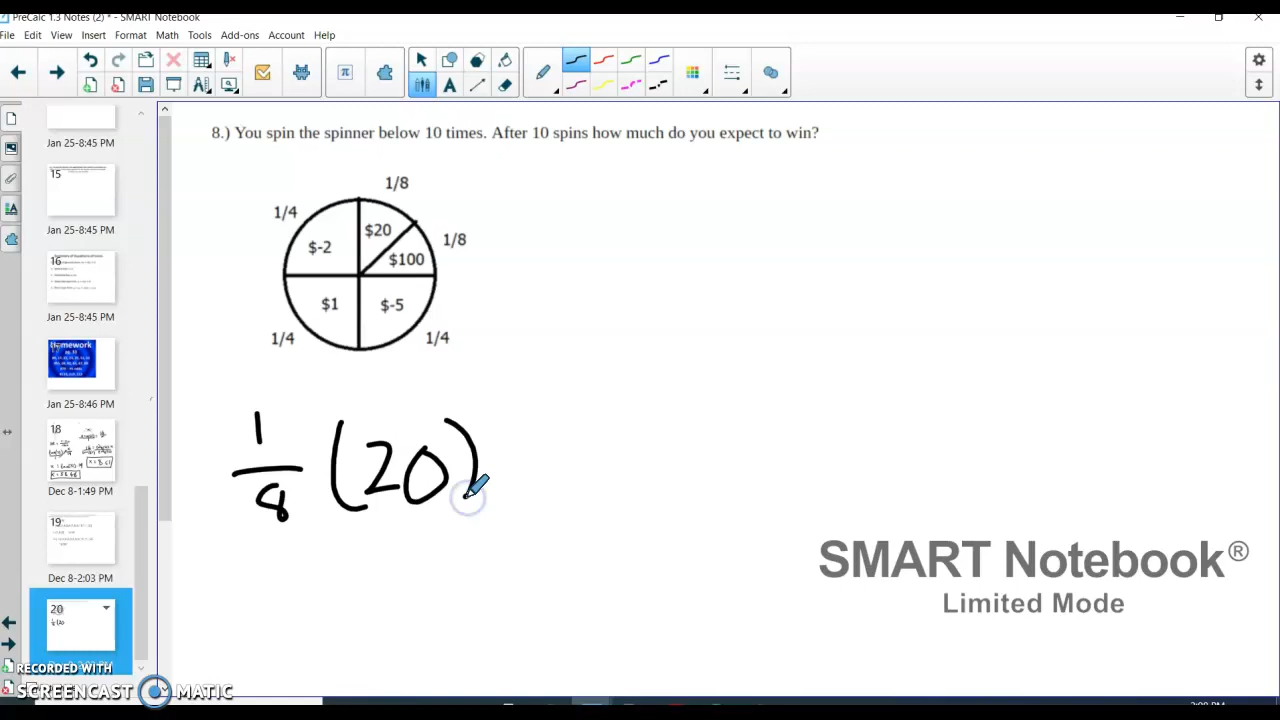 PreCalc 1.3 Notes (2) * - SMART Notebook
File Edit View Insert Format Math Tools Add-ons Account Help
8.) You spin the spinner below 10 times. After 10 spins how much do you expect to win?
1/8
1/4
$20
1/8
$-2
$100
$1
$-5
1/4
1/4
1/8 (20)
SMART Notebook®
Limited Mode
Jan 25-8:45 PM
15
Jan 25-8:45 PM
16
Jan 25-8:45 PM
Homework
Jan 25-8:46 PM
18
Dec 8-1:49 PM
19
Dec 8-2:03 PM
20
1/8 (20
RECORDED WITH
SCREENCAST MATIC